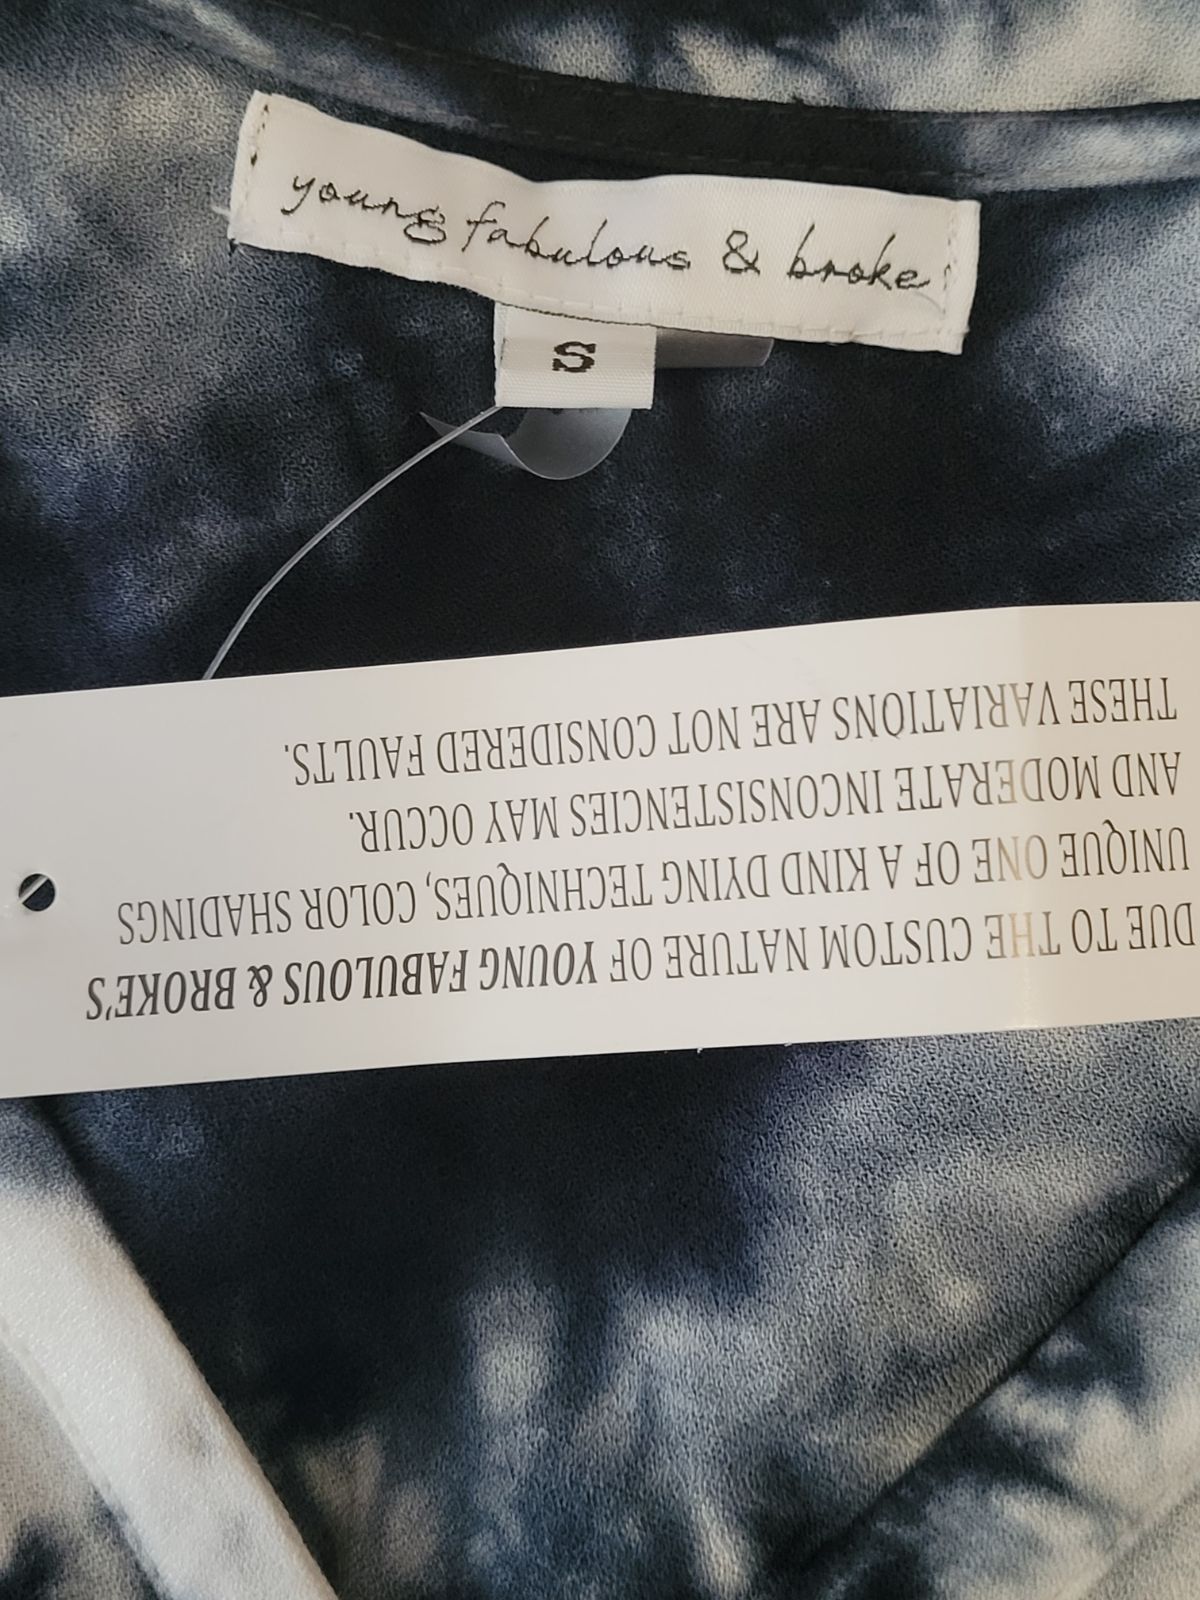 young fabulous & broke
S
DUE TO THE CUSTOM NATURE OF YOUNG FABULOUS & BROKE'S
UNIQUE ONE OF A KIND DYING TECHNIQUES, COLOR SHADINGS
AND MODERATE INCONSISTENCIES MAY OCCUR.
THESE VARIATIONS ARE NOT CONSIDERED FAULTS.